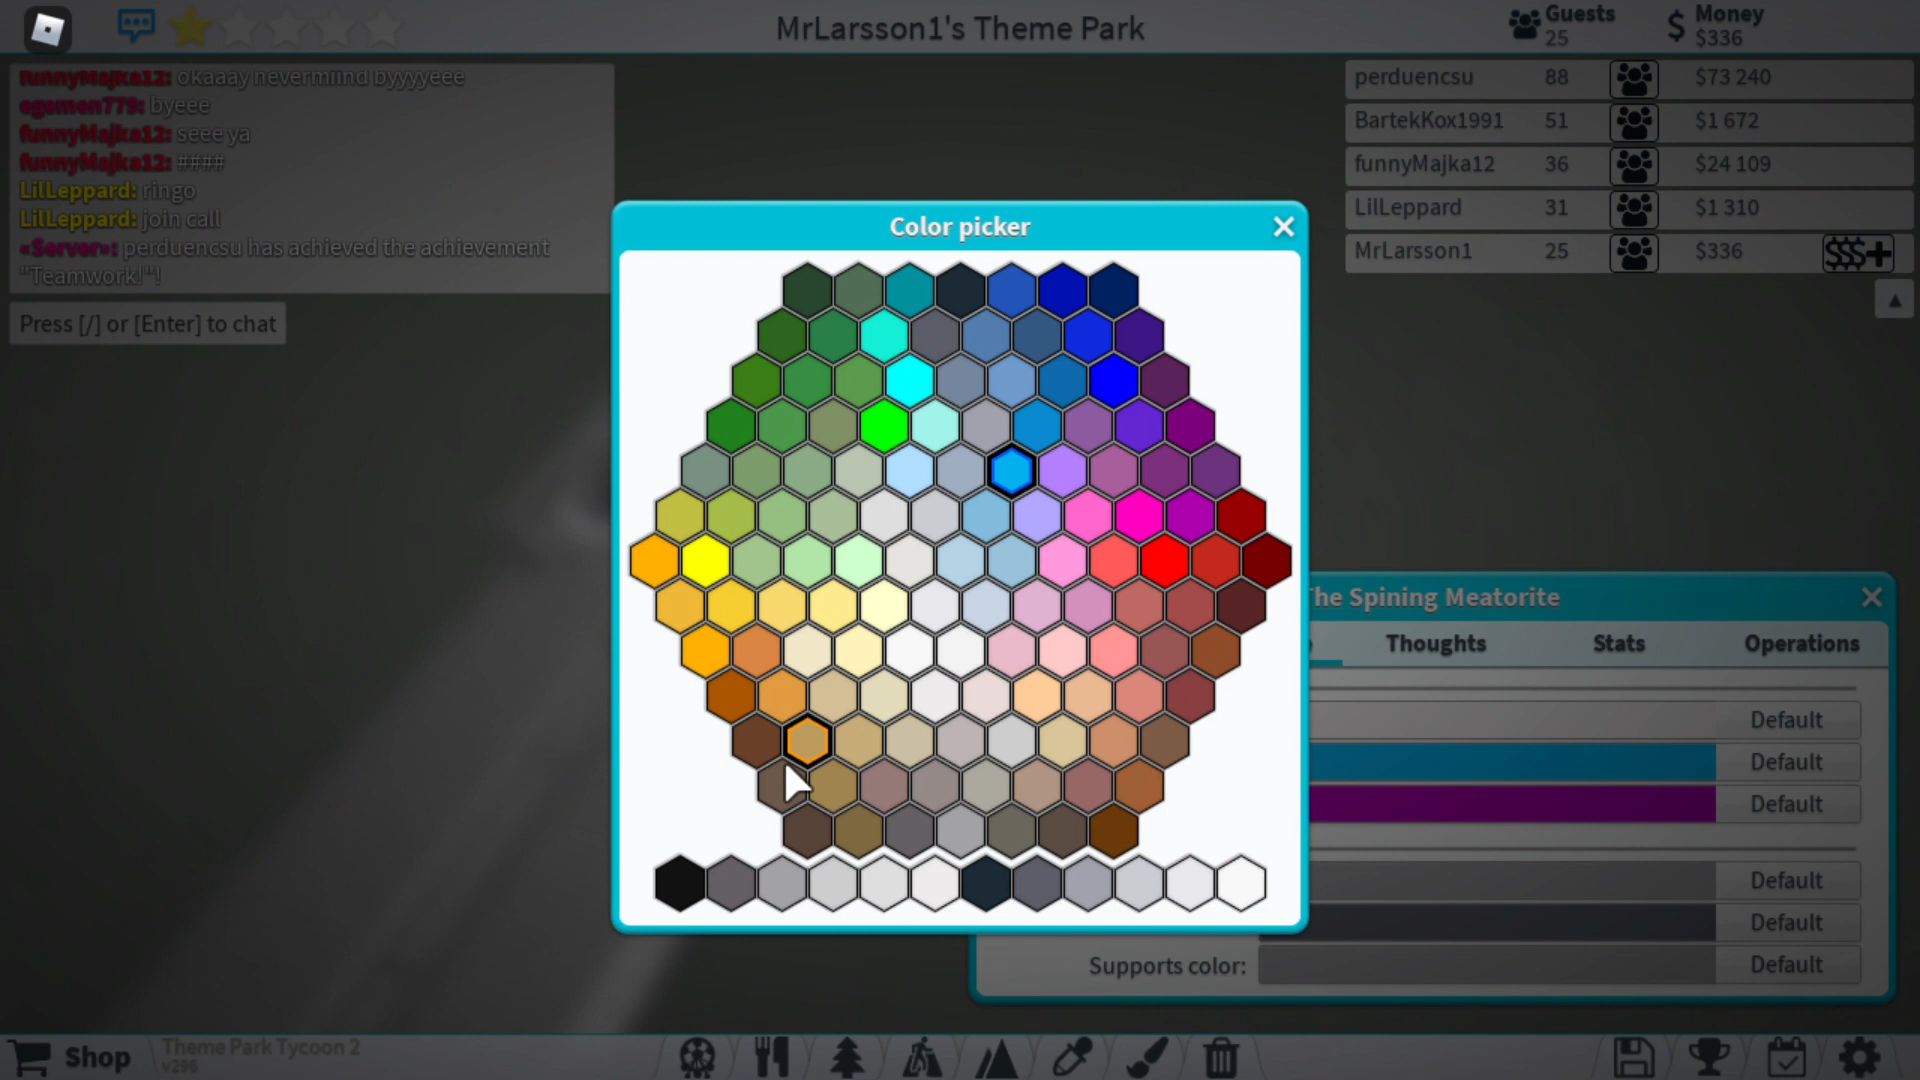 MrLarsson1's Theme Park
Guests
25
Money
$336
funnyMajka12: okaaay nevermiind byyyyeee
egemen779: byeee
funnyMajka12: seee ya
funnyMajka12: ####
LilLeppard: ringo
LilLeppard: join call
«Server»: perduencsu has achieved the achievement
"Teamwork!"!
Press [/] or [Enter] to chat
perduencsu 88 $73 240
BartekKox1991 51 $1 672
funnyMajka12 36 $24 109
LilLeppard 31 $1 310
MrLarsson1 25 $336 $$$+
Color picker
The Spining Meatorite
Thoughts Stats Operations
Default
Default
Default
Default
Default
Supports color: Default
Shop
Theme Park Tycoon 2
v296